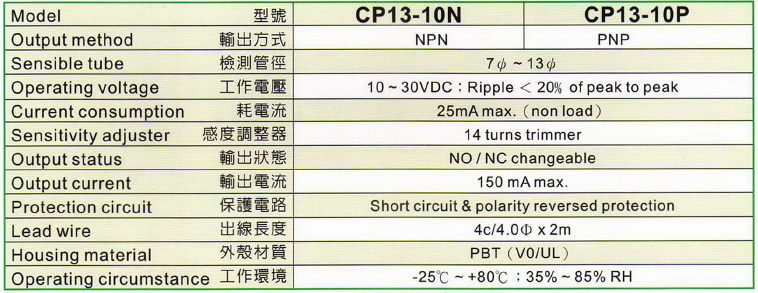 Model 型號 CP13-10N CP13-10P
Output method 輸出方式 NPN PNP
Sensible tube 檢測管徑 7φ ~ 13φ
Operating voltage 工作電壓 10 ~ 30VDC ; Ripple < 20% of peak to peak
Current consumption 耗電流 25mA max. (non load)
Sensitivity adjuster 感度調整器 14 turns trimmer
Output status 輸出狀態 NO / NC changeable
Output current 輸出電流 150 mA max.
Protection circuit 保護電路 Short circuit & polarity reversed protection
Lead wire 出線長度 4c/4.0Φ x 2m
Housing material 外殼材質 PBT (V0/UL)
Operating circumstance 工作環境 -25℃ ~ +80℃ ; 35% ~ 85% RH